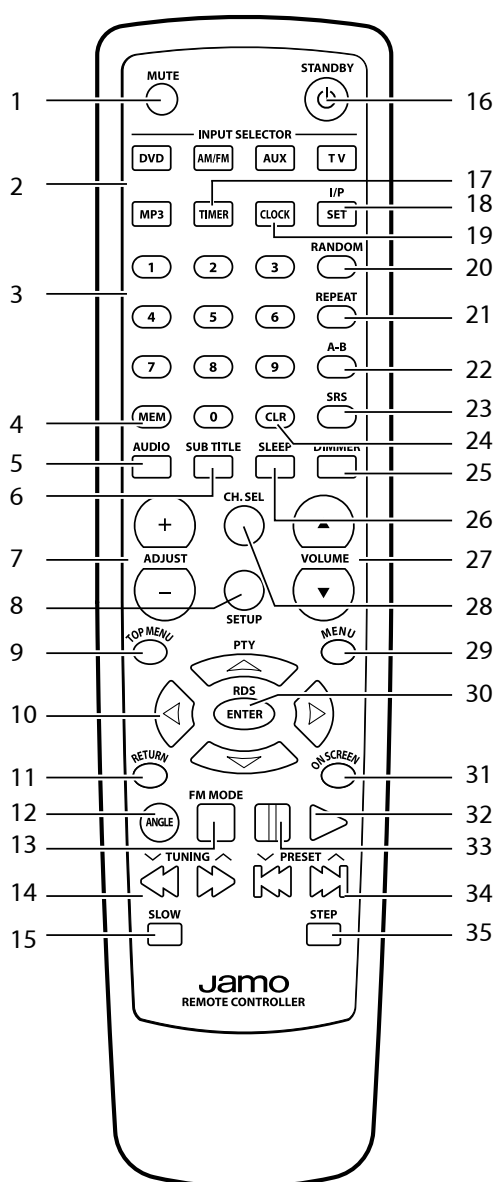 MUTE STANDBY
1 16
INPUT SELECTOR
DVD AM/FM AUX TV
2 17
I/P 18
MP3 TIMER CLOCK SET
19
RANDOM
1 2 3 20
3 REPEAT
4 5 6 21
A-B
7 8 9 22
SRS
23
4 MEM 0 CLR
24
5 AUDIO SUB TITLE SLEEP DIMMER
25
6 CH. SEL 26
+
7 ADJUST VOLUME 27
8 – 28
SETUP
9 TOP MENU PTY MENU 29
RDS 30
10 ENTER
RETURN ON SCREEN
11 31
12 FM MODE 32
ANGLE
13 33
TUNING PRESET
14 34
SLOW STEP
15 35
Jamo
REMOTE CONTROLLER